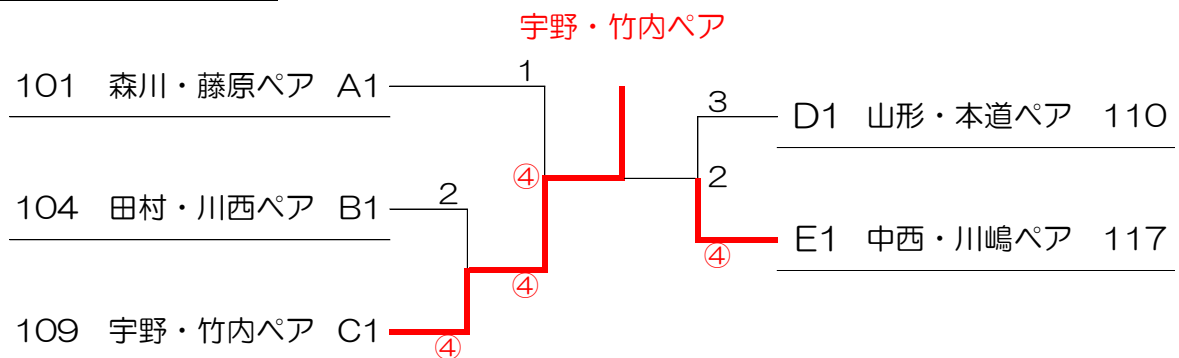 宇野・竹内ペア
101 森川・藤原ペア A1
1
3
D1 山形・本道ペア 110
④
2
104 田村・川西ペア B1
2
④
E1 中西・川嶋ペア 117
④
109 宇野・竹内ペア C1
④